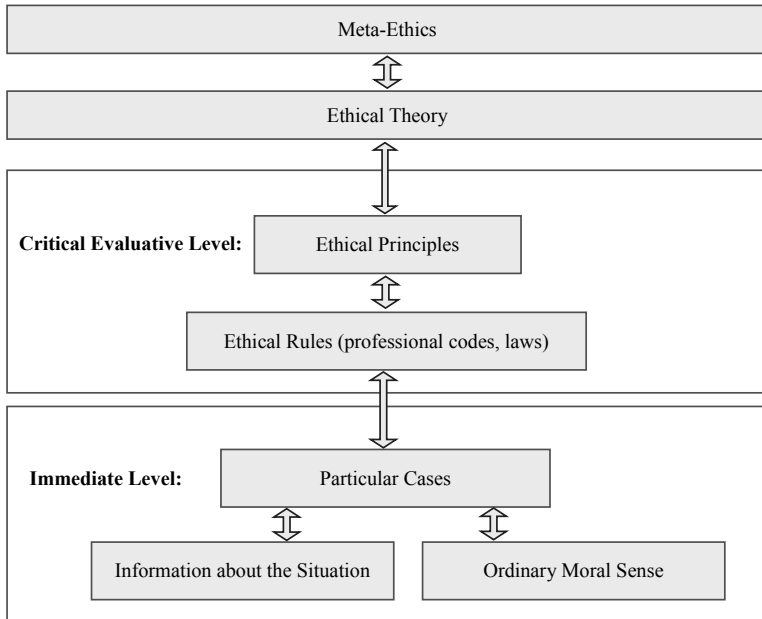 Meta-Ethics
Ethical Theory
Critical Evaluative Level:
Ethical Principles
Ethical Rules (professional codes, laws)
Immediate Level:
Particular Cases
Information about the Situation
Ordinary Moral Sense